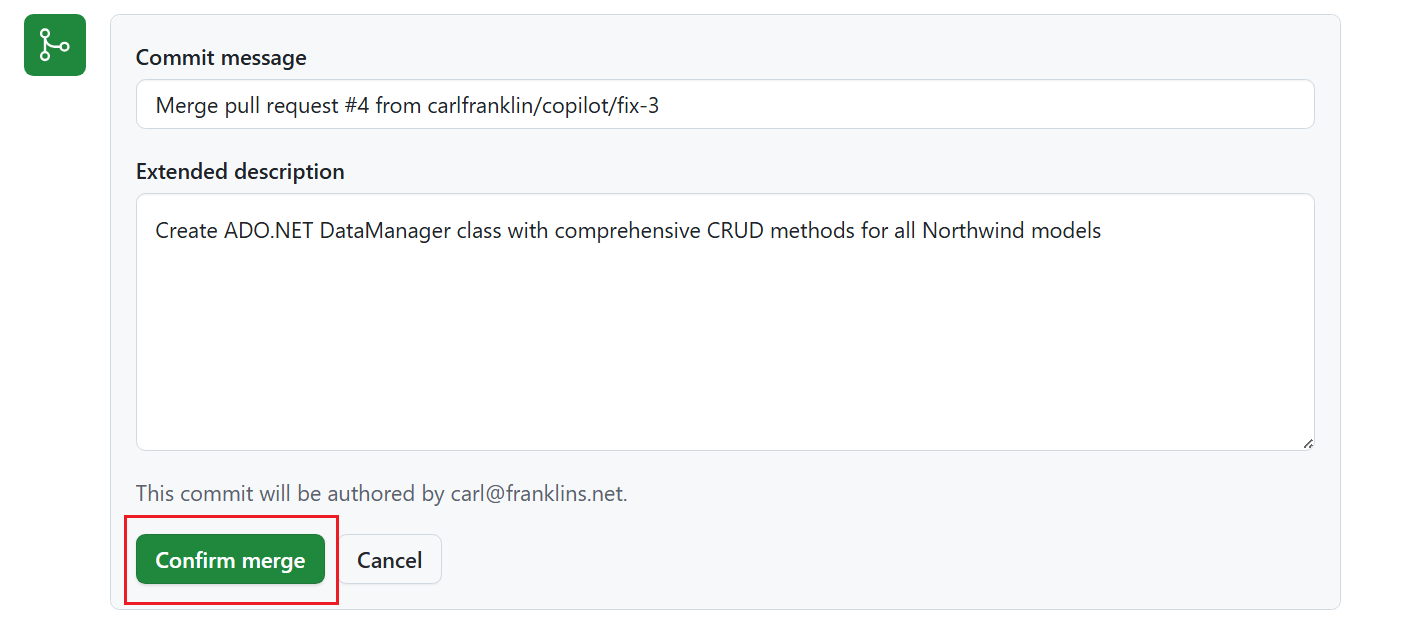 Commit message
Merge pull request #4 from carlfranklin/copilot/fix-3
Extended description
Create ADO.NET DataManager class with comprehensive CRUD methods for all Northwind models
This commit will be authored by carl@franklins.net.
Confirm merge
Cancel